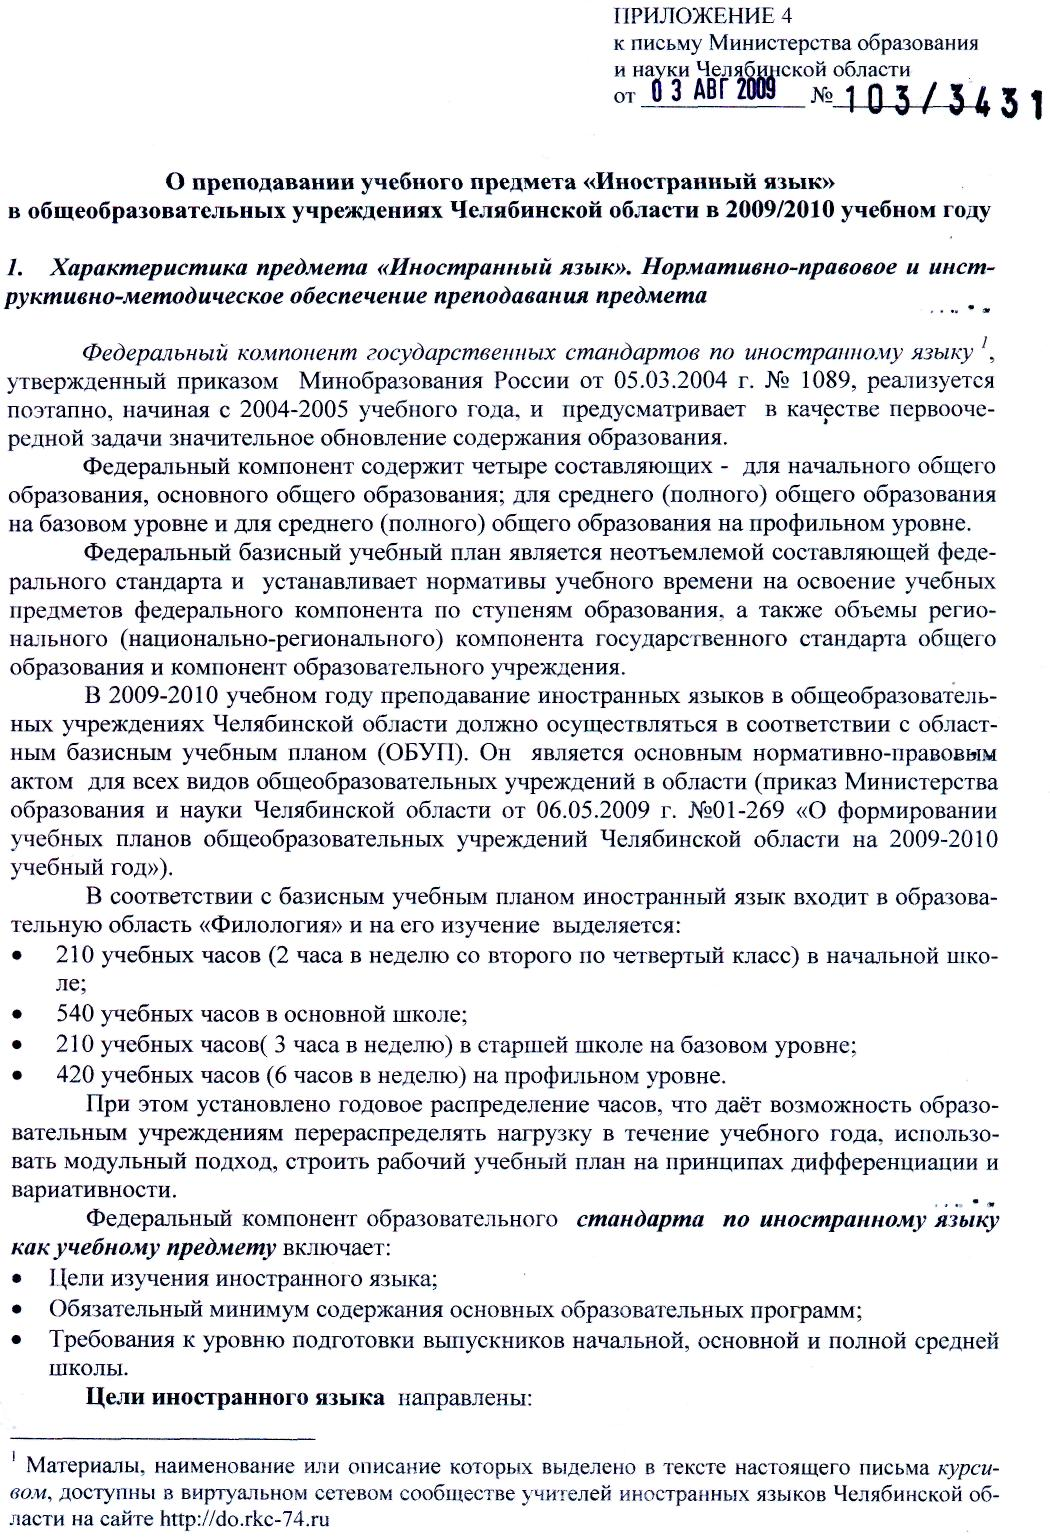 ПРИЛОЖЕНИЕ 4
к письму Министерства образования
и науки Челябинской области
от 03 АВГ 2009 № 103/3431
О преподавании учебного предмета «Иностранный язык»
в общеобразовательных учреждениях Челябинской области в 2009/2010 учебном году
1. Характеристика предмета «Иностранный язык». Нормативно-правовое и инст-
руктивно-методическое обеспечение преподавания предмета
Федеральный компонент государственных стандартов по иностранному языку 1,
утвержденный приказом Минобразования России от 05.03.2004 г. № 1089, реализуется
поэтапно, начиная с 2004-2005 учебного года, и предусматривает в качестве первооче-
редной задачи значительное обновление содержания образования.
Федеральный компонент содержит четыре составляющих - для начального общего
образования, основного общего образования; для среднего (полного) общего образования
на базовом уровне и для среднего (полного) общего образования на профильном уровне.
Федеральный базисный учебный план является неотъемлемой составляющей феде-
рального стандарта и устанавливает нормативы учебного времени на освоение учебных
предметов федерального компонента по ступеням образования, а также объемы регио-
нального (национально-регионального) компонента государственного стандарта общего
образования и компонент образовательного учреждения.
В 2009-2010 учебном году преподавание иностранных языков в общеобразователь-
ных учреждениях Челябинской области должно осуществляться в соответствии с област-
ным базисным учебным планом (ОБУП). Он является основным нормативно-правовым
актом для всех видов общеобразовательных учреждений в области (приказ Министерства
образования и науки Челябинской области от 06.05.2009 г. №01-269 «О формировании
учебных планов общеобразовательных учреждений Челябинской области на 2009-2010
учебный год»).
В соответствии с базисным учебным планом иностранный язык входит в образова-
тельную область «Филология» и на его изучение выделяется:
• 210 учебных часов (2 часа в неделю со второго по четвертый класс) в начальной шко-
ле;
• 540 учебных часов в основной школе;
• 210 учебных часов( 3 часа в неделю) в старшей школе на базовом уровне;
• 420 учебных часов (6 часов в неделю) на профильном уровне.
При этом установлено годовое распределение часов, что даёт возможность образо-
вательным учреждениям перераспределять нагрузку в течение учебного года, использо-
вать модульный подход, строить рабочий учебный план на принципах дифференциации и
вариативности.
Федеральный компонент образовательного стандарта по иностранному языку
как учебному предмету включает:
• Цели изучения иностранного языка;
• Обязательный минимум содержания основных образовательных программ;
• Требования к уровню подготовки выпускников начальной, основной и полной средней
школы.
Цели иностранного языка направлены:
1 Материалы, наименование или описание которых выделено в тексте настоящего письма курси-
вом, доступны в виртуальном сетевом сообществе учителей иностранных языков Челябинской об-
ласти на сайте http://do.rkc-74.ru